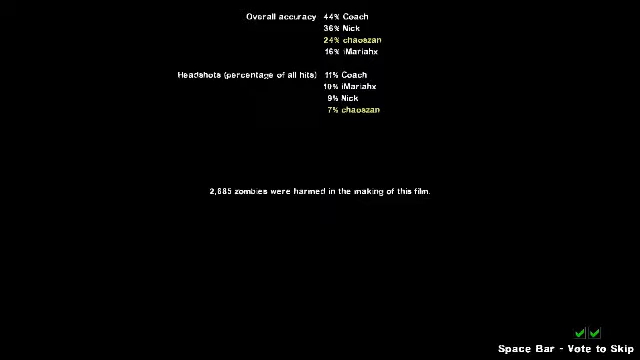 Overall accuracy 44% Coach
36% Nick
24% chaoszan
16% iMariahx
Headshots (percentage of all hits) 11% Coach
10% iMariahx
9% Nick
7% chaoszan
2,685 zombies were harmed in the making of this film.
Space Bar - Vote to Skip